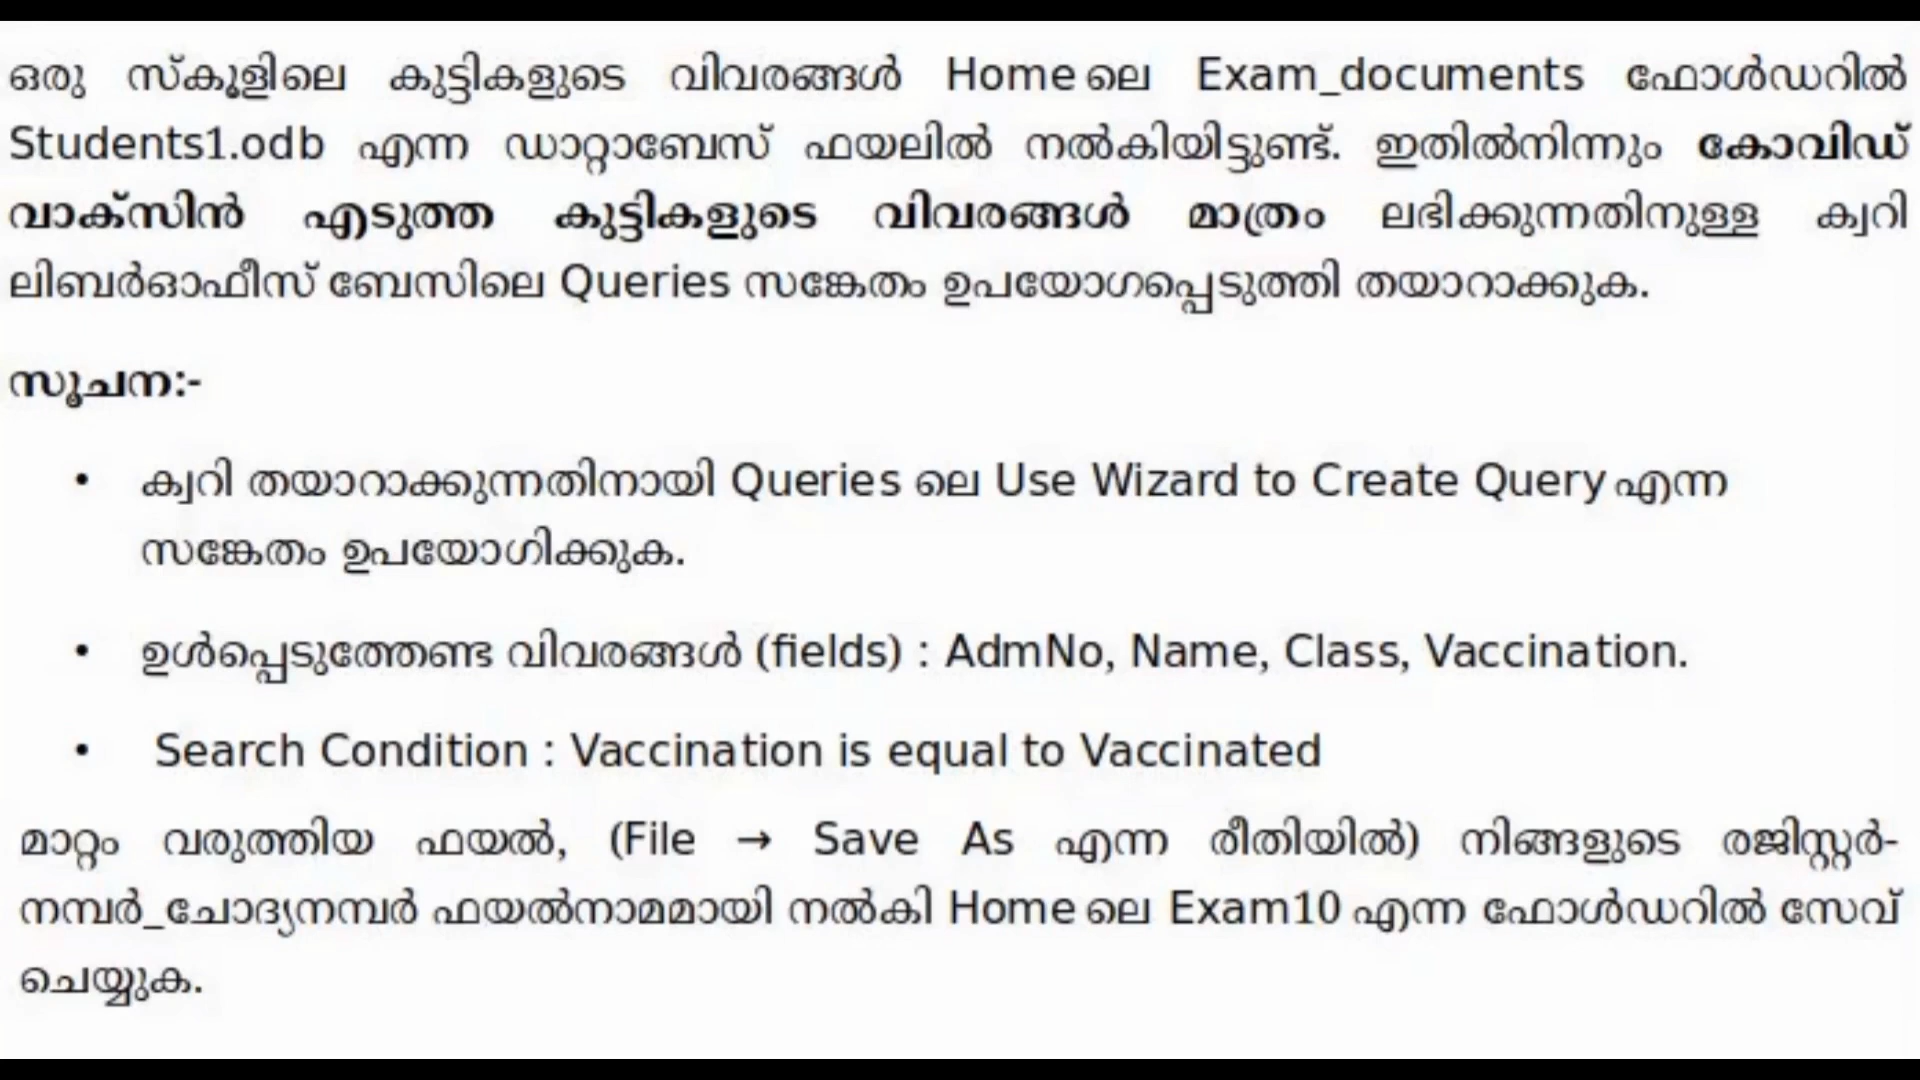 ഒരു സ്കൂളിലെ കുട്ടികളുടെ വിവരങ്ങൾ Home ലെ Exam_documents ഫോൾഡറിൽ
Students1.odb എന്ന ഡാറ്റാബേസ് ഫയലിൽ നൽകിയിട്ടുണ്ട്. ഇതിൽനിന്നും കോവിഡ്
വാക്സിൻ എടുത്ത കുട്ടികളുടെ വിവരങ്ങൾ മാത്രം ലഭിക്കുന്നതിനുള്ള ക്വറി
ലിബർഓഫീസ് ബേസിലെ Queries സങ്കേതം ഉപയോഗപ്പെടുത്തി തയാറാക്കുക.
സൂചന:-
• ക്വറി തയാറാക്കുന്നതിനായി Queries ലെ Use Wizard to Create Query എന്ന
സങ്കേതം ഉപയോഗിക്കുക.
• ഉൾപ്പെടുത്തേണ്ട വിവരങ്ങൾ (fields) : AdmNo, Name, Class, Vaccination.
• Search Condition : Vaccination is equal to Vaccinated
മാറ്റം വരുത്തിയ ഫയൽ, (File → Save As എന്ന രീതിയിൽ) നിങ്ങളുടെ രജിസ്റ്റർ-
നമ്പർ_ചോദ്യനമ്പർ ഫയൽനാമമായി നൽകി Home ലെ Exam10 എന്ന ഫോൾഡറിൽ സേവ്
ചെയ്യുക.